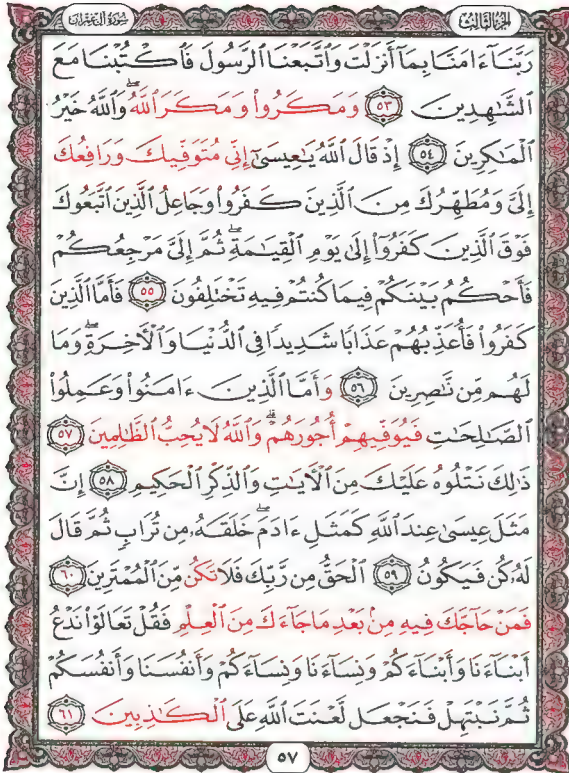 الجزء الثالث
سورة آل عمران
رَبَّنَآ ءَامَنَّا بِمَآ أَنزَلْتَ وَٱتَّبَعْنَا ٱلرَّسُولَ فَٱكْتُبْنَا مَعَ
ٱلشَّٰهِدِينَ ٥٣ وَمَكَرُوا۟ وَمَكَرَ ٱللَّهُ ۖ وَٱللَّهُ خَيْرُ
ٱلْمَٰكِرِينَ ٥٤ إِذْ قَالَ ٱللَّهُ يَٰعِيسَىٰٓ إِنِّى مُتَوَفِّيكَ وَرَافِعُكَ
إِلَىَّ وَمُطَهِّرُكَ مِنَ ٱلَّذِينَ كَفَرُوا۟ وَجَاعِلُ ٱلَّذِينَ ٱتَّبَعُوكَ
فَوْقَ ٱلَّذِينَ كَفَرُوٓا۟ إِلَىٰ يَوْمِ ٱلْقِيَٰمَةِ ۖ ثُمَّ إِلَىَّ مَرْجِعُكُمْ
فَأَحْكُمُ بَيْنَكُمْ فِيمَا كُنتُمْ فِيهِ تَخْتَلِفُونَ ٥٥ فَأَمَّا ٱلَّذِينَ
كَفَرُوا۟ فَأُعَذِّبُهُمْ عَذَابًا شَدِيدًا فِى ٱلدُّنْيَا وَٱلْءَاخِرَةِ ۖ وَمَا
لَهُم مِّن نَّٰصِرِينَ ٥٦ وَأَمَّا ٱلَّذِينَ ءَامَنُوا۟ وَعَمِلُوا۟
ٱلصَّٰلِحَٰتِ فَيُوَفِّيهِمْ أُجُورَهُمْ ۗ وَٱللَّهُ لَا يُحِبُّ ٱلظَّٰلِمِينَ ٥٧
ذَٰلِكَ نَتْلُوهُ عَلَيْكَ مِنَ ٱلْءَايَٰتِ وَٱلذِّكْرِ ٱلْحَكِيمِ ٥٨ إِنَّ
مَثَلَ عِيسَىٰ عِندَ ٱللَّهِ كَمَثَلِ ءَادَمَ ۖ خَلَقَهُۥ مِن تُرَابٍ ثُمَّ قَالَ
لَهُۥ كُن فَيَكُونُ ٥٩ ٱلْحَقُّ مِن رَّبِّكَ فَلَا تَكُن مِّنَ ٱلْمُمْتَرِينَ ٦٠
فَمَنْ حَآجَّكَ فِيهِ مِنۢ بَعْدِ مَا جَآءَكَ مِنَ ٱلْعِلْمِ فَقُلْ تَعَالَوْا۟ نَدْعُ
أَبْنَآءَنَا وَأَبْنَآءَكُمْ وَنِسَآءَنَا وَنِسَآءَكُمْ وَأَنفُسَنَا وَأَنفُسَكُمْ
ثُمَّ نَبْتَهِلْ فَنَجْعَل لَّعْنَتَ ٱللَّهِ عَلَى ٱلْكَٰذِبِينَ ٦١
٥٧